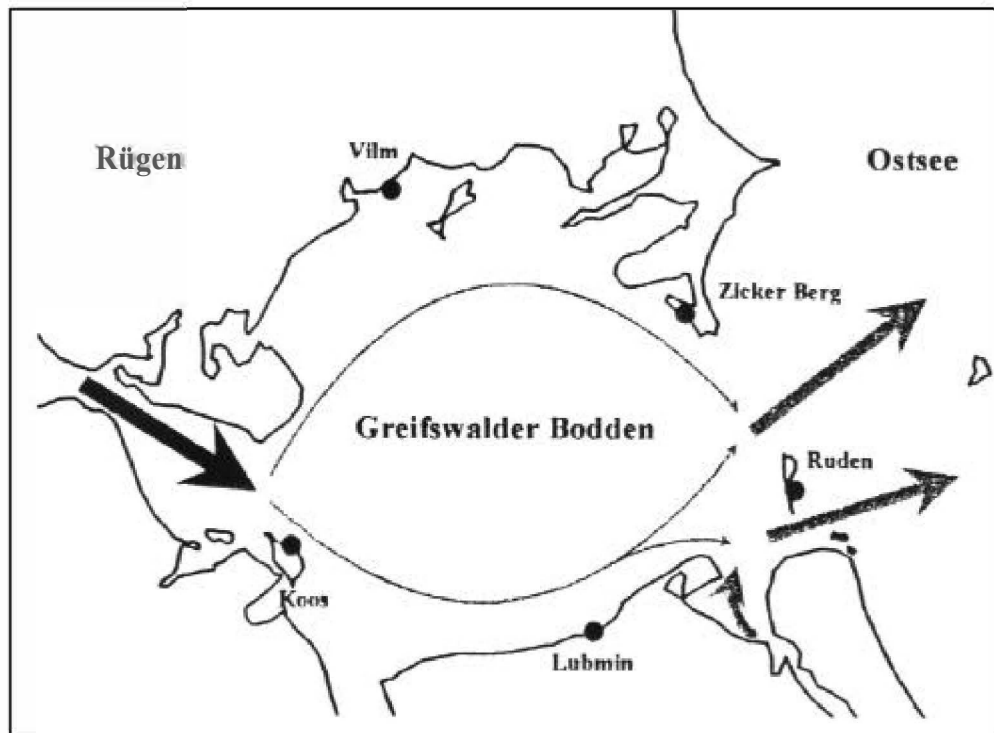 Vilm
Rügen
Ostsee
Zicker Berg
Greifswalder Bodden
Ruden
Koos
Lubmin